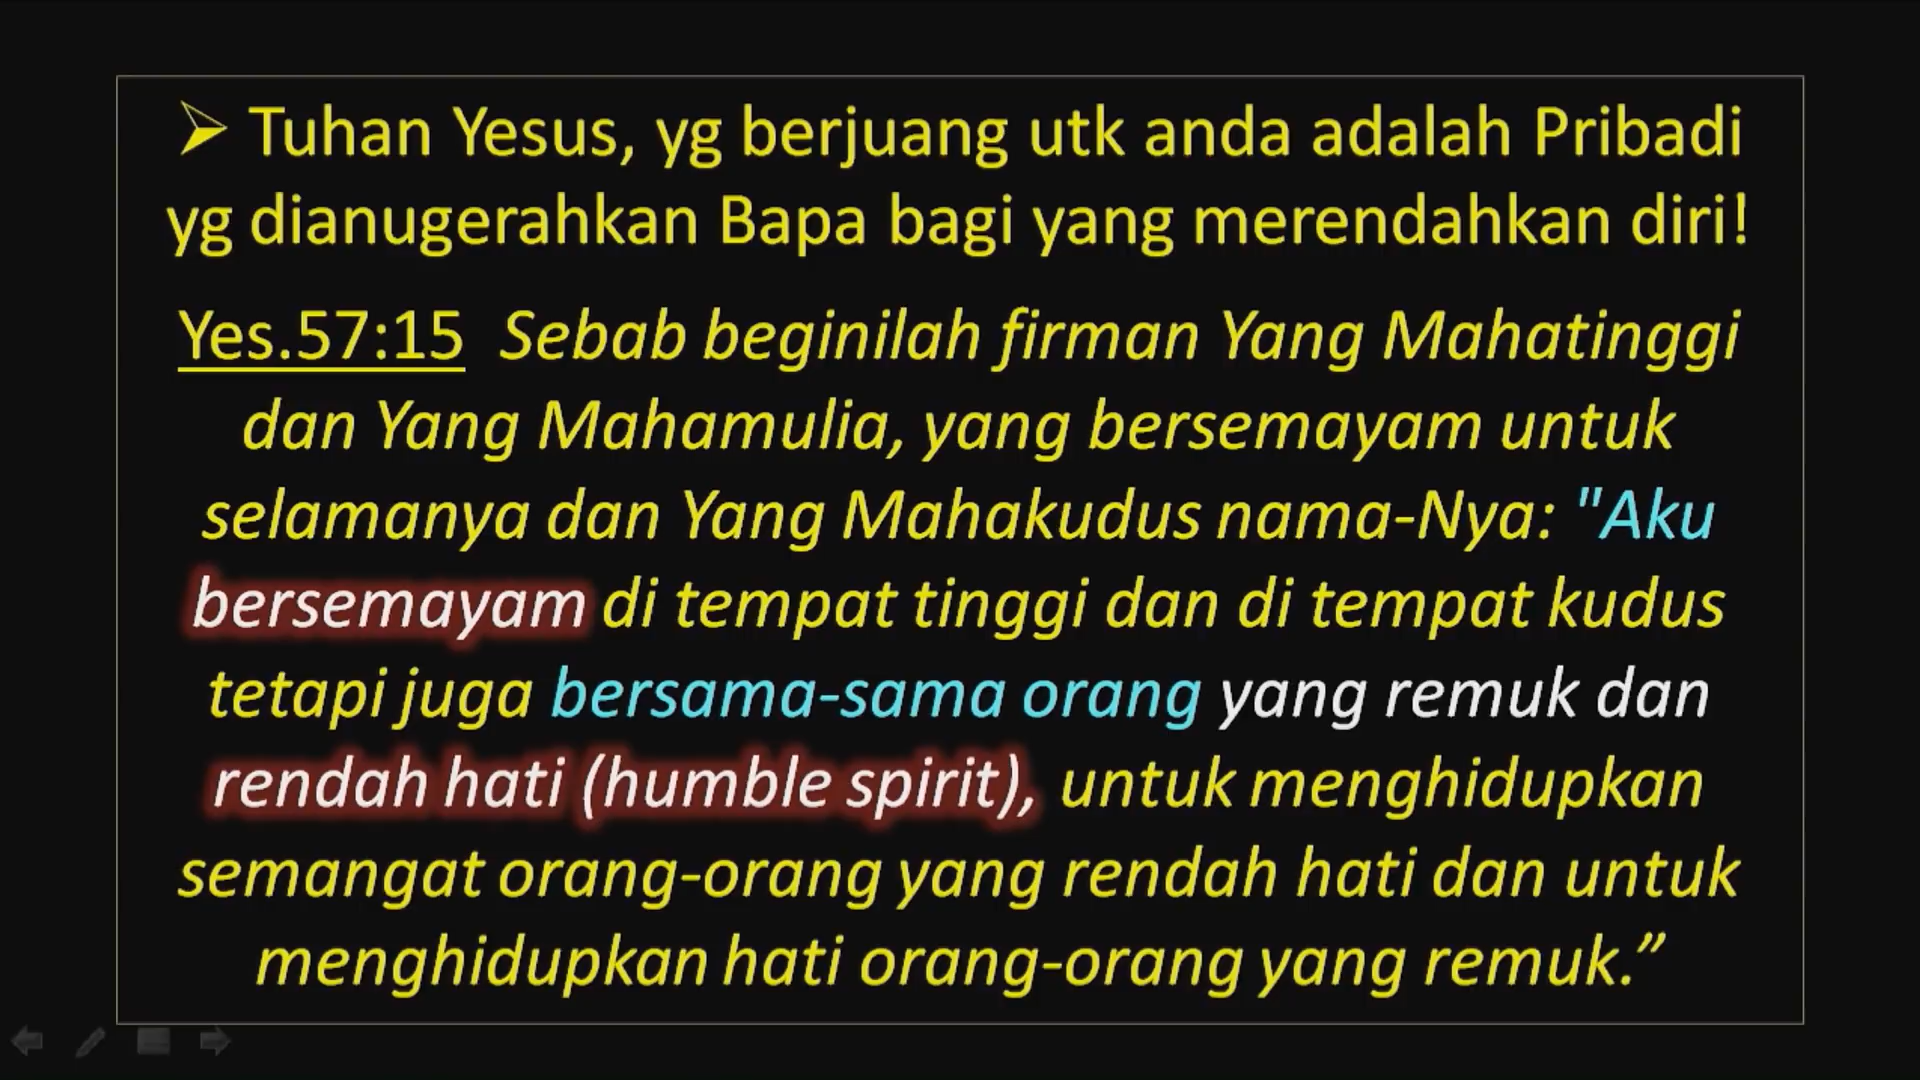 ➢ Tuhan Yesus, yg berjuang utk anda adalah Pribadi
yg dianugerahkan Bapa bagi yang merendahkan diri!
Yes.57:15 Sebab beginilah firman Yang Mahatinggi
dan Yang Mahamulia, yang bersemayam untuk
selamanya dan Yang Mahakudus nama-Nya: "Aku
bersemayam di tempat tinggi dan di tempat kudus
tetapi juga bersama-sama orang yang remuk dan
rendah hati (humble spirit), untuk menghidupkan
semangat orang-orang yang rendah hati dan untuk
menghidupkan hati orang-orang yang remuk.”